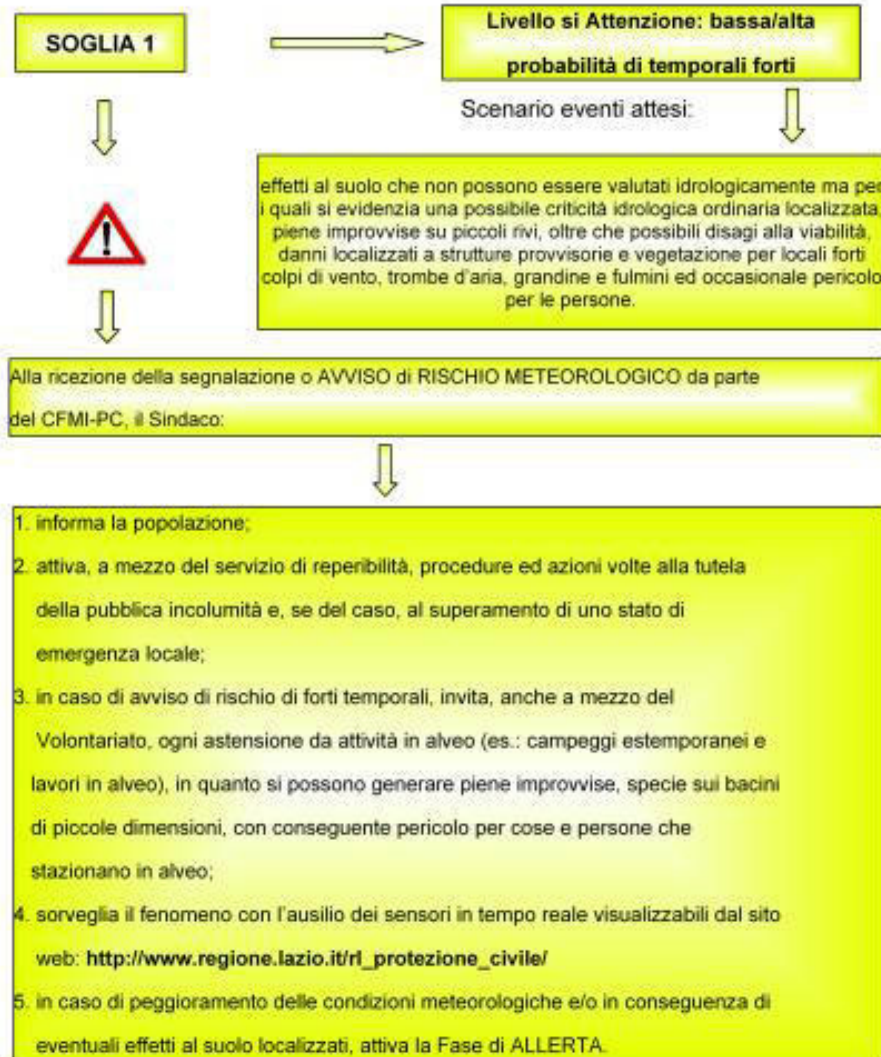 SOGLIA 1
Livello si Attenzione: bassa/alta
probabilità di temporali forti
Scenario eventi attesi:
effetti al suolo che non possono essere valutati idrologicamente ma per
i quali si evidenzia una possibile criticità idrologica ordinaria localizzata,
piene improvvise su piccoli rivi, oltre che possibili disagi alla viabilità,
danni localizzati a strutture provvisorie e vegetazione per locali forti
colpi di vento, trombe d'aria, grandine e fulmini ed occasionale pericolo
per le persone.
Alla ricezione della segnalazione o AVVISO di RISCHIO METEOROLOGICO da parte
del CFMI-PC, il Sindaco:
1. informa la popolazione;
2. attiva, a mezzo del servizio di reperibilità, procedure ed azioni volte alla tutela
della pubblica incolumità e, se del caso, al superamento di uno stato di
emergenza locale;
3. in caso di avviso di rischio di forti temporali, invita, anche a mezzo del
Volontariato, ogni astensione da attività in alveo (es.: campeggi estemporanei e
lavori in alveo), in quanto si possono generare piene improvvise, specie sui bacini
di piccole dimensioni, con conseguente pericolo per cose e persone che
stazionano in alveo;
4. sorveglia il fenomeno con l'ausilio dei sensori in tempo reale visualizzabili dal sito
web: http://www.regione.lazio.it/rl_protezione_civile/
5. in caso di peggioramento delle condizioni meteorologiche e/o in conseguenza di
eventuali effetti al suolo localizzati, attiva la Fase di ALLERTA.